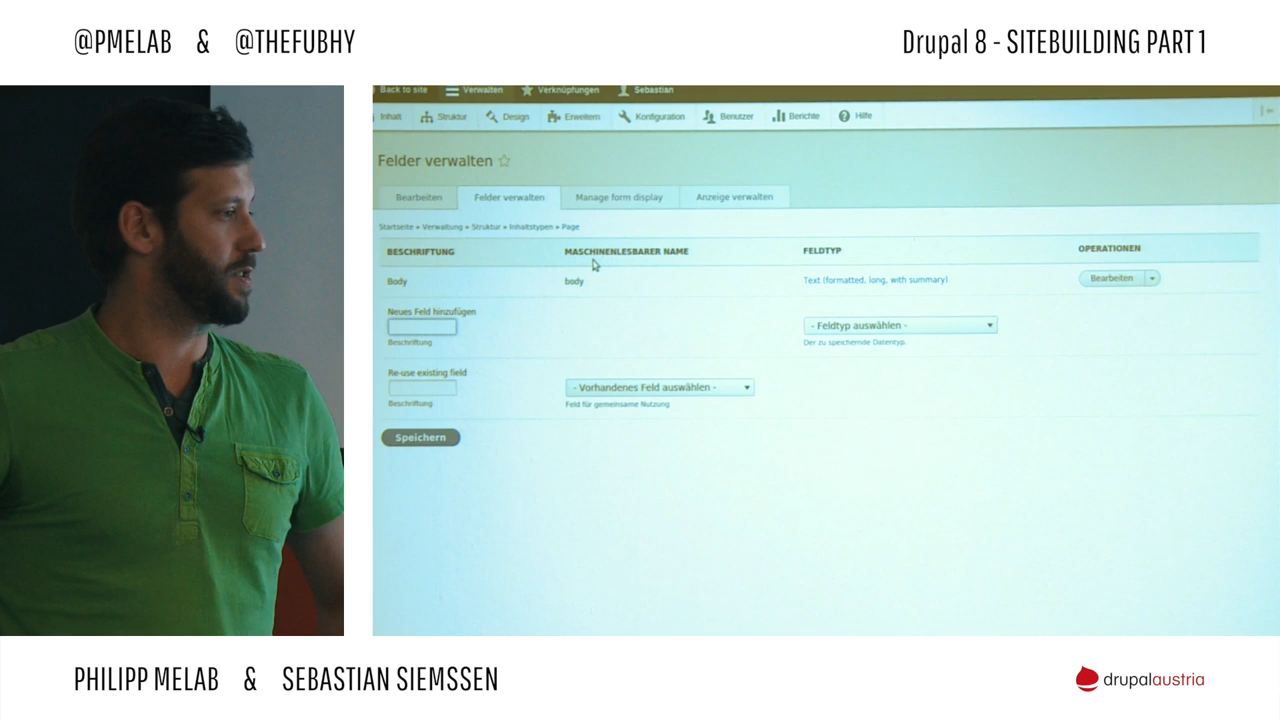 @PMELAB & @THEFUBHY
Drupal 8 - SITEBUILDING PART 1
Back to site Verwalten Verknüpfungen Sebastian
Inhalt Struktur Design Erweitern Konfiguration Benutzer Berichte Hilfe
Felder verwalten
Bearbeiten Felder verwalten Manage form display Anzeige verwalten
Startseite » Verwaltung » Struktur » Inhaltstypen » Page
BESCHRIFTUNG MASCHINENLESBARER NAME FELDTYP OPERATIONEN
Body body Text (formatted, long, with summary) Bearbeiten
Neues Feld hinzufügen
- Feldtyp auswählen -
Beschriftung Der zu speichernde Datentyp.
Re-use existing field
- Vorhandenes Feld auswählen -
Beschriftung Feld für gemeinsame Nutzung
Speichern
PHILIPP MELAB & SEBASTIAN SIEMSSEN
drupalaustria